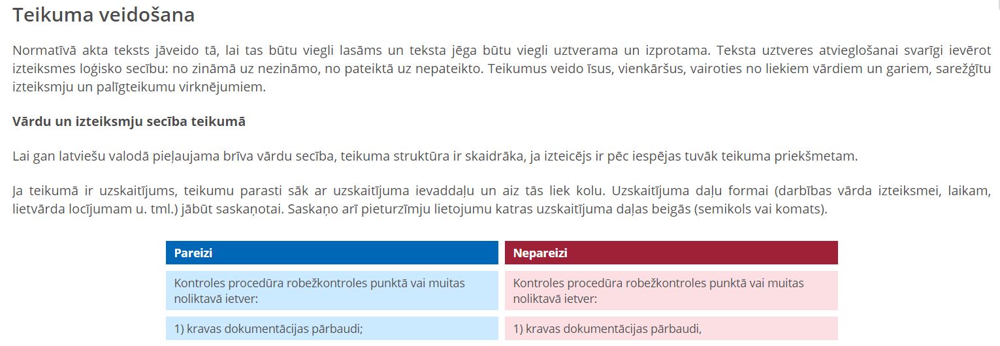 Teikuma veidošana
Normatīvā akta teksts jāveido tā, lai tas būtu viegli lasāms un teksta jēga būtu viegli uztverama un izprotama. Teksta uztveres atvieglošanai svarīgi ievērot
izteiksmes loģisko secību: no zināmā uz nezināmo, no pateiktā uz nepateikto. Teikumus veido īsus, vienkāršus, vairoties no liekiem vārdiem un gariem, sarežģītu
izteiksmju un palīgteikumu virknējumiem.
Vārdu un izteiksmju secība teikumā
Lai gan latviešu valodā pieļaujama brīva vārdu secība, teikuma struktūra ir skaidrāka, ja izteicējs ir pēc iespējas tuvāk teikuma priekšmetam.
Ja teikumā ir uzskaitījums, teikumu parasti sāk ar uzskaitījuma ievaddaļu un aiz tās liek kolu. Uzskaitījuma daļu formai (darbības vārda izteiksmei, laikam,
lietvārda locījumam u. tml.) jābūt saskaņotai. Saskaņo arī pieturzīmju lietojumu katras uzskaitījuma daļas beigās (semikols vai komats).
Pareizi
Kontroles procedūra robežkontroles punktā vai muitas
noliktavā ietver:
1) kravas dokumentācijas pārbaudi;
Nepareizi
Kontroles procedūra robežkontroles punktā vai muitas
noliktavā ietver:
1) kravas dokumentācijas pārbaudi,